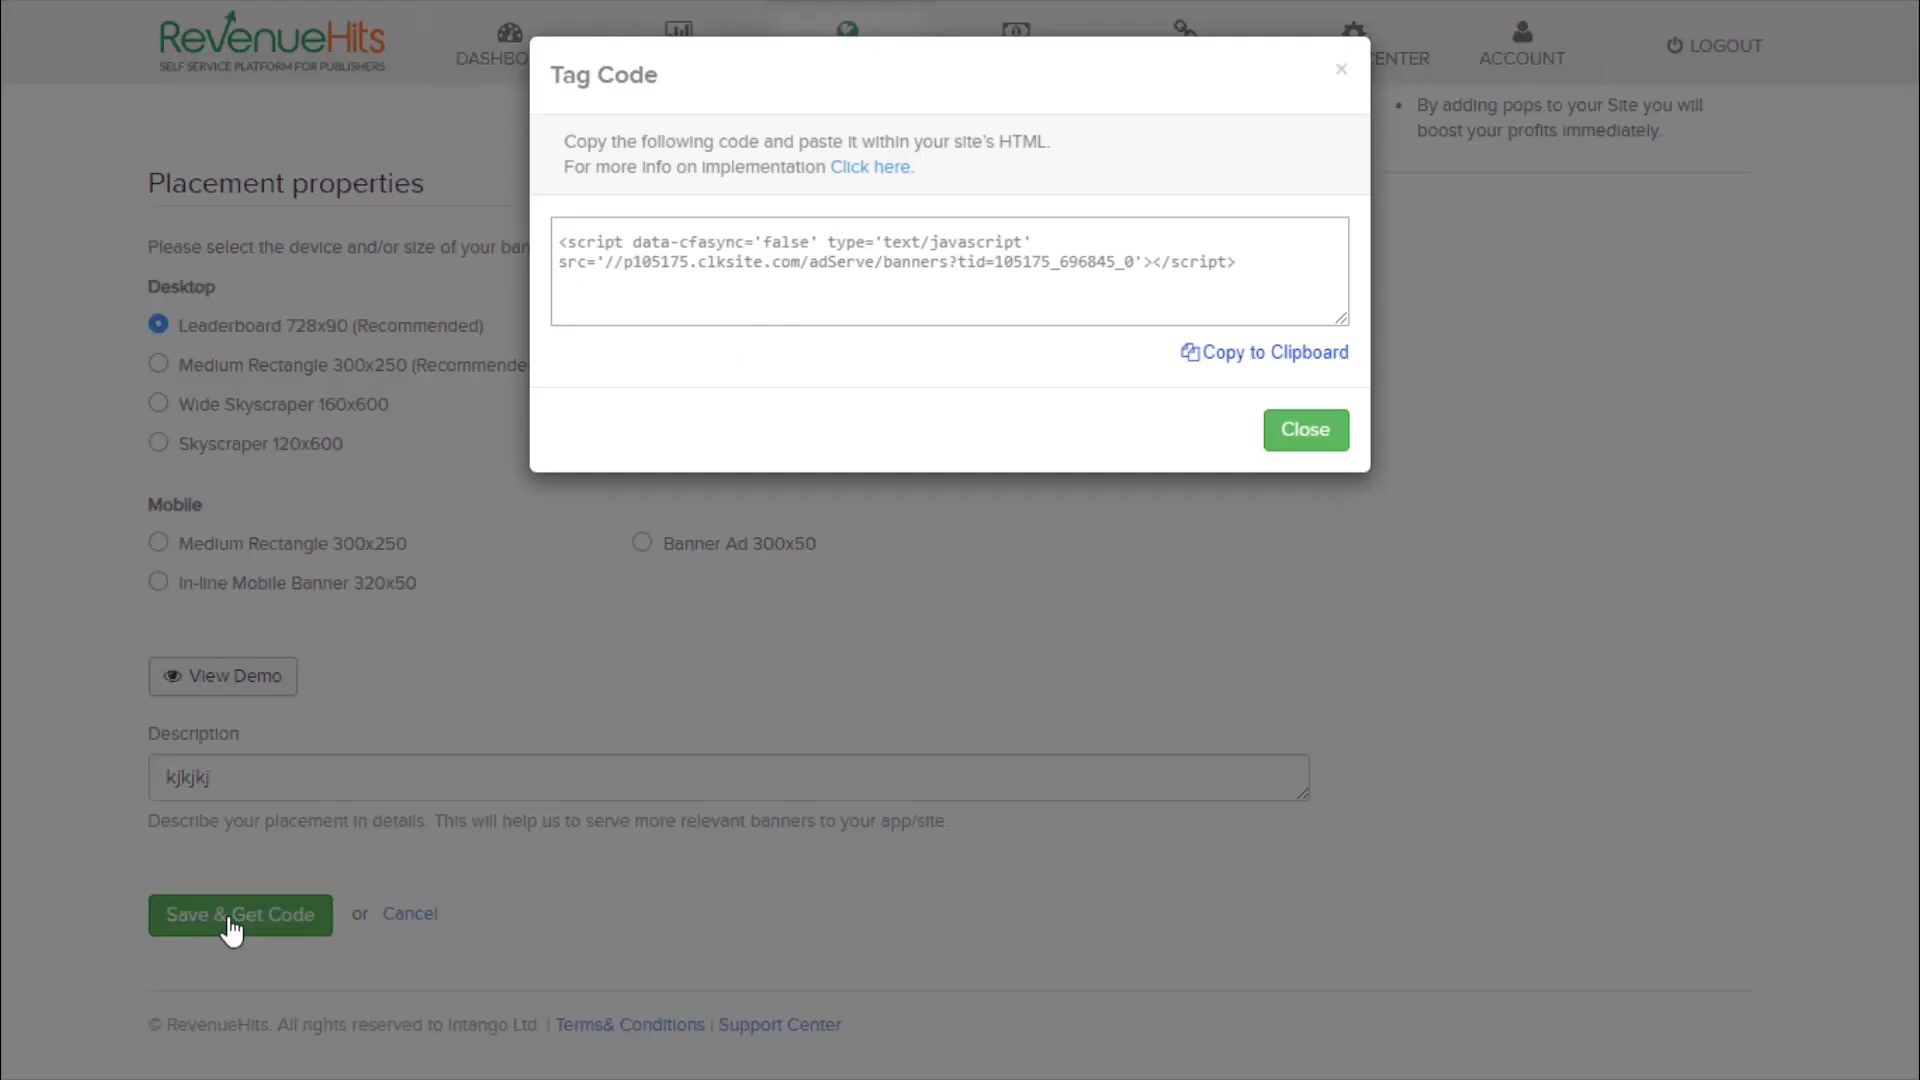 RevenueHits
SELF SERVICE PLATFORM FOR PUBLISHERS
DASHBO
CENTER
ACCOUNT
LOGOUT
Tag Code
×
Copy the following code and paste it within your site's HTML.
For more info on implementation Click here.
<script data-cfasync='false' type='text/javascript'
src='//p105175.clksite.com/adServe/banners?tid=105175_696845_0'></script>
Copy to Clipboard
Close
• By adding pops to your Site you will
boost your profits immediately.
Placement properties
Please select the device and/or size of your ban
Desktop
Leaderboard 728x90 (Recommended)
Medium Rectangle 300x250 (Recommende
Wide Skyscraper 160x600
Skyscraper 120x600
Mobile
Medium Rectangle 300x250
Banner Ad 300x50
In-line Mobile Banner 320x50
View Demo
Description
kjkjkj
Describe your placement in details. This will help us to serve more relevant banners to your app/site.
Save & Get Code or Cancel
© RevenueHits. All rights reserved to Intango Ltd. | Terms& Conditions | Support Center